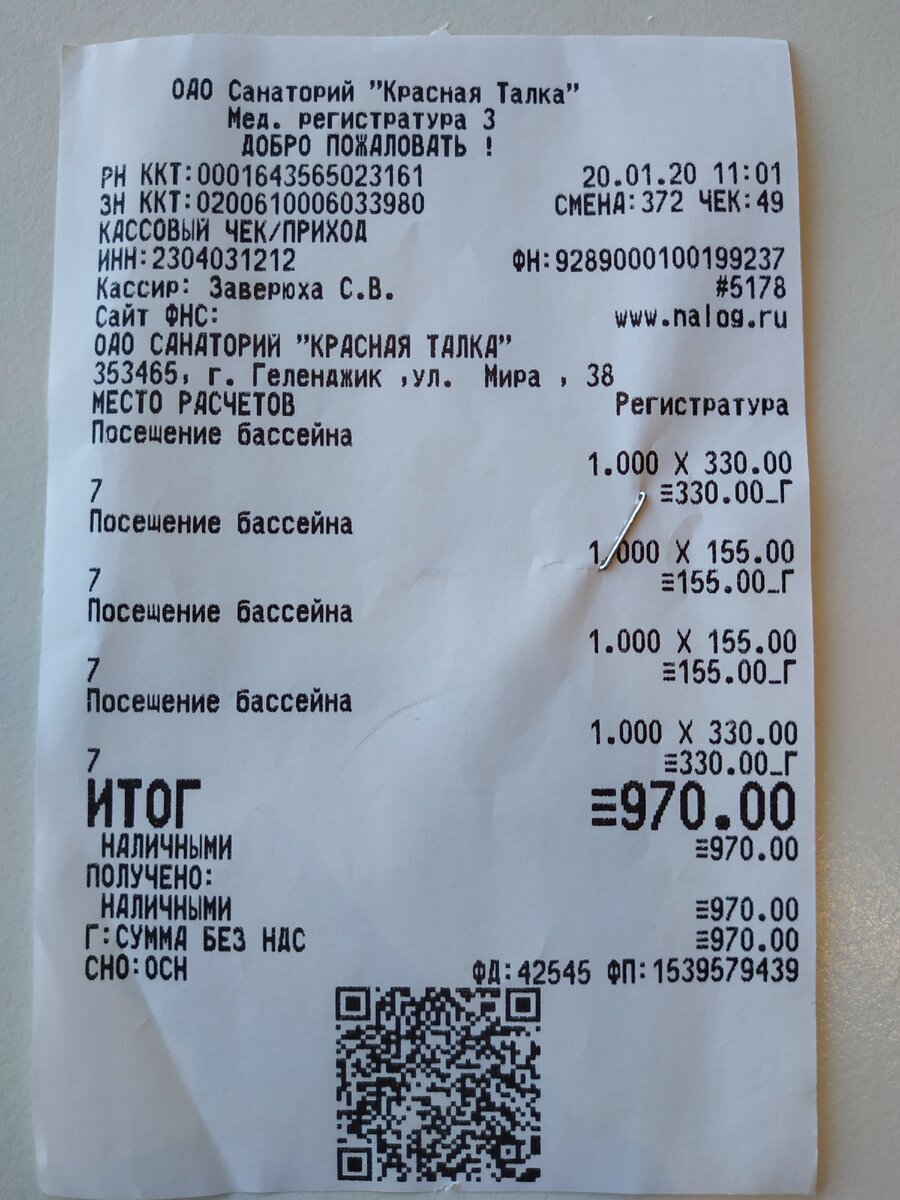 ОАО Санаторий "Красная Талка"
Мед. регистратура 3
ДОБРО ПОЖАЛОВАТЬ !
РН ККТ:0001643565023161 20.01.20 11:01
ЗН ККТ:0200610006033980 СМЕНА:372 ЧЕК:49
КАССОВЫЙ ЧЕК/ПРИХОД
ИНН:2304031212 ФН:9289000100199237
Кассир: Заверюха С.В. #5178
Сайт ФНС: www.nalog.ru
ОАО САНАТОРИЙ "КРАСНАЯ ТАЛКА"
353465, г. Геленджик ,ул. Мира , 38
МЕСТО РАСЧЕТОВ Регистратура
Посещение бассейна
1.000 X 330.00
7 ≡330.00_Г
Посещение бассейна
1.000 X 155.00
7 ≡155.00_Г
Посещение бассейна
1.000 X 155.00
7 ≡155.00_Г
Посещение бассейна
1.000 X 330.00
7 ≡330.00_Г
ИТОГ ≡970.00
НАЛИЧНЫМИ ≡970.00
ПОЛУЧЕНО:
НАЛИЧНЫМИ ≡970.00
Г:СУММА БЕЗ НДС ≡970.00
СНО:ОСН ФД:42545 ФП:1539579439